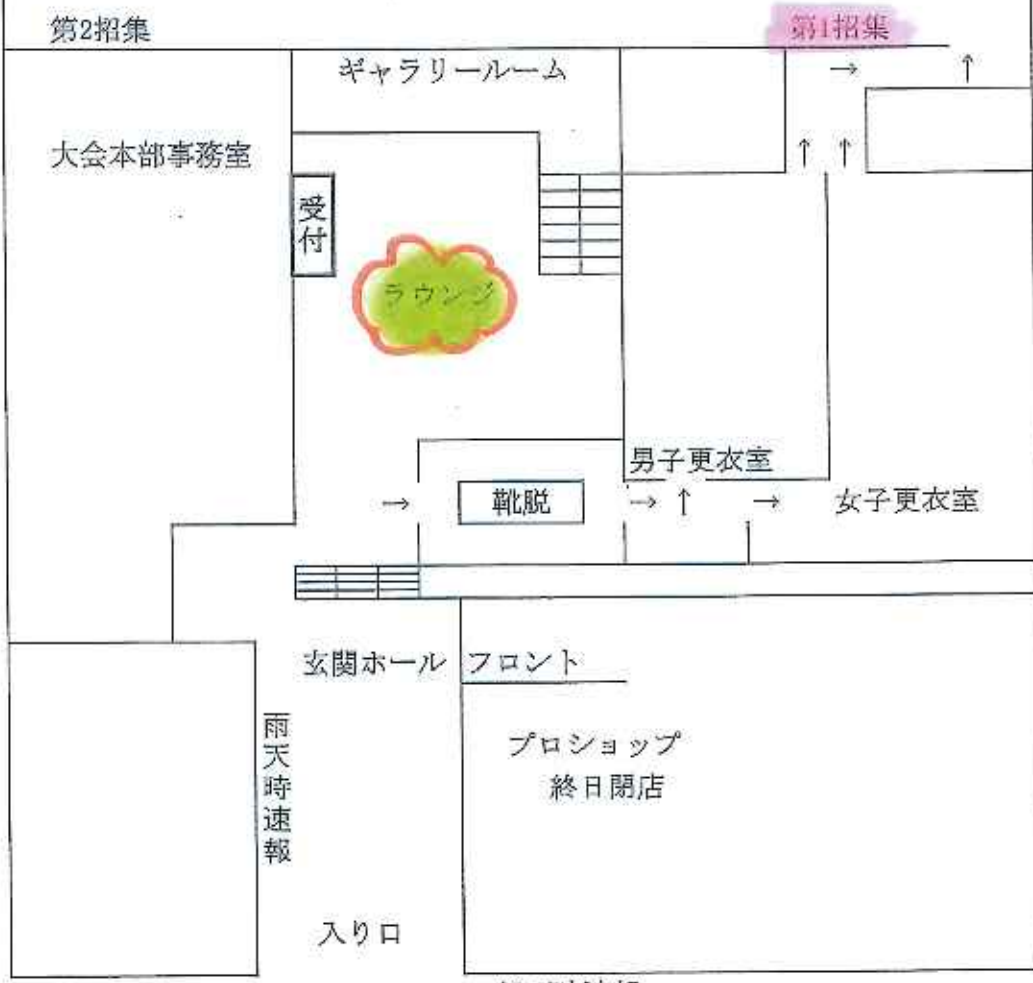 第2招集
第1招集
→
↑
ギャラリールーム
大会本部事務室
↑ ↑
受付
ラウンジ
男子更衣室
→
靴脱
→ ↑
→
女子更衣室
玄関ホール
フロント
雨天時速報
プロショップ
終日閉店
入り口